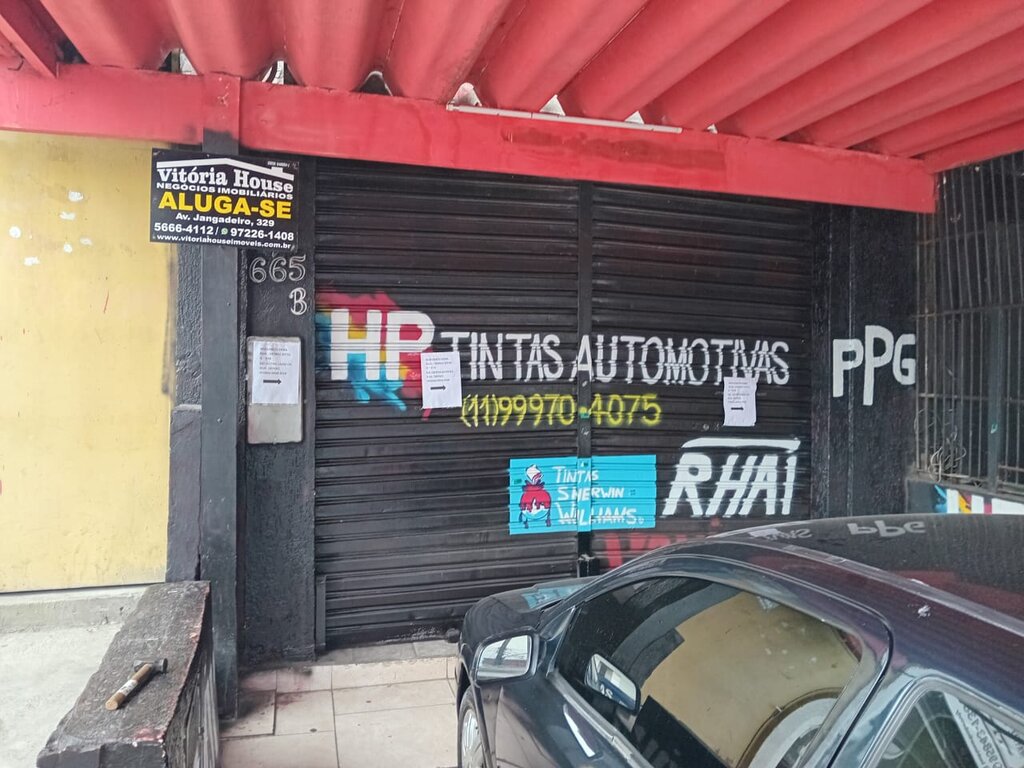 Vitória House
NEGÓCIOS IMOBILIÁRIOS
ALUGA-SE
Av. Jangadeiro, 329
5666-4112 / 97226-1408
www.vitoriahouseimoveis.com.br
665
B
HP TINTAS AUTOMOTIVAS
(11)99970-4075
PPG
RHAI
TINTAS
SHERWIN
WILLIAMS